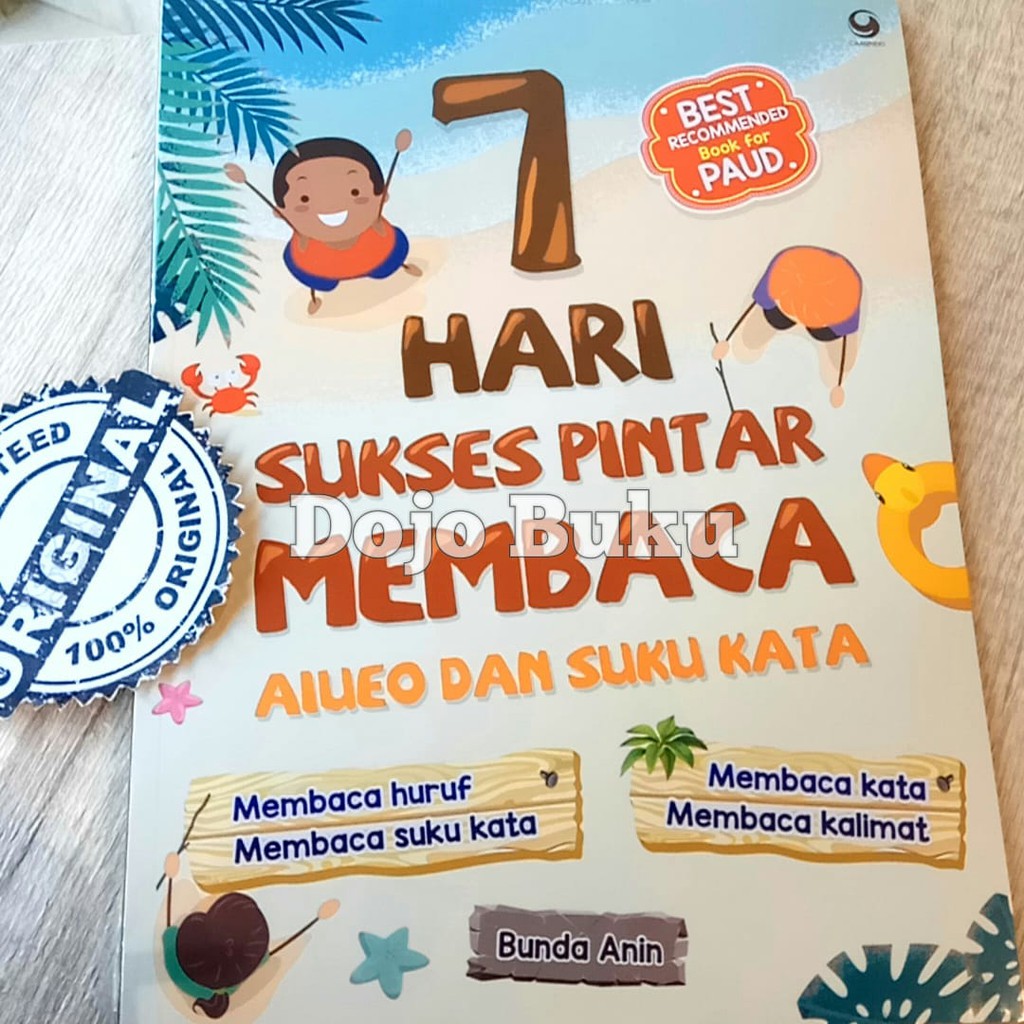 7
BEST
RECOMMENDED
Book for
PAUD
HARI
SUKSES PINTAR
Dojo Buku
MEMBACA
AIUEO DAN SUKU KATA
TEED
ORIGINAL
100% ORIGINAL
Membaca huruf
Membaca suku kata
Membaca kata
Membaca kalimat
Bunda Anin